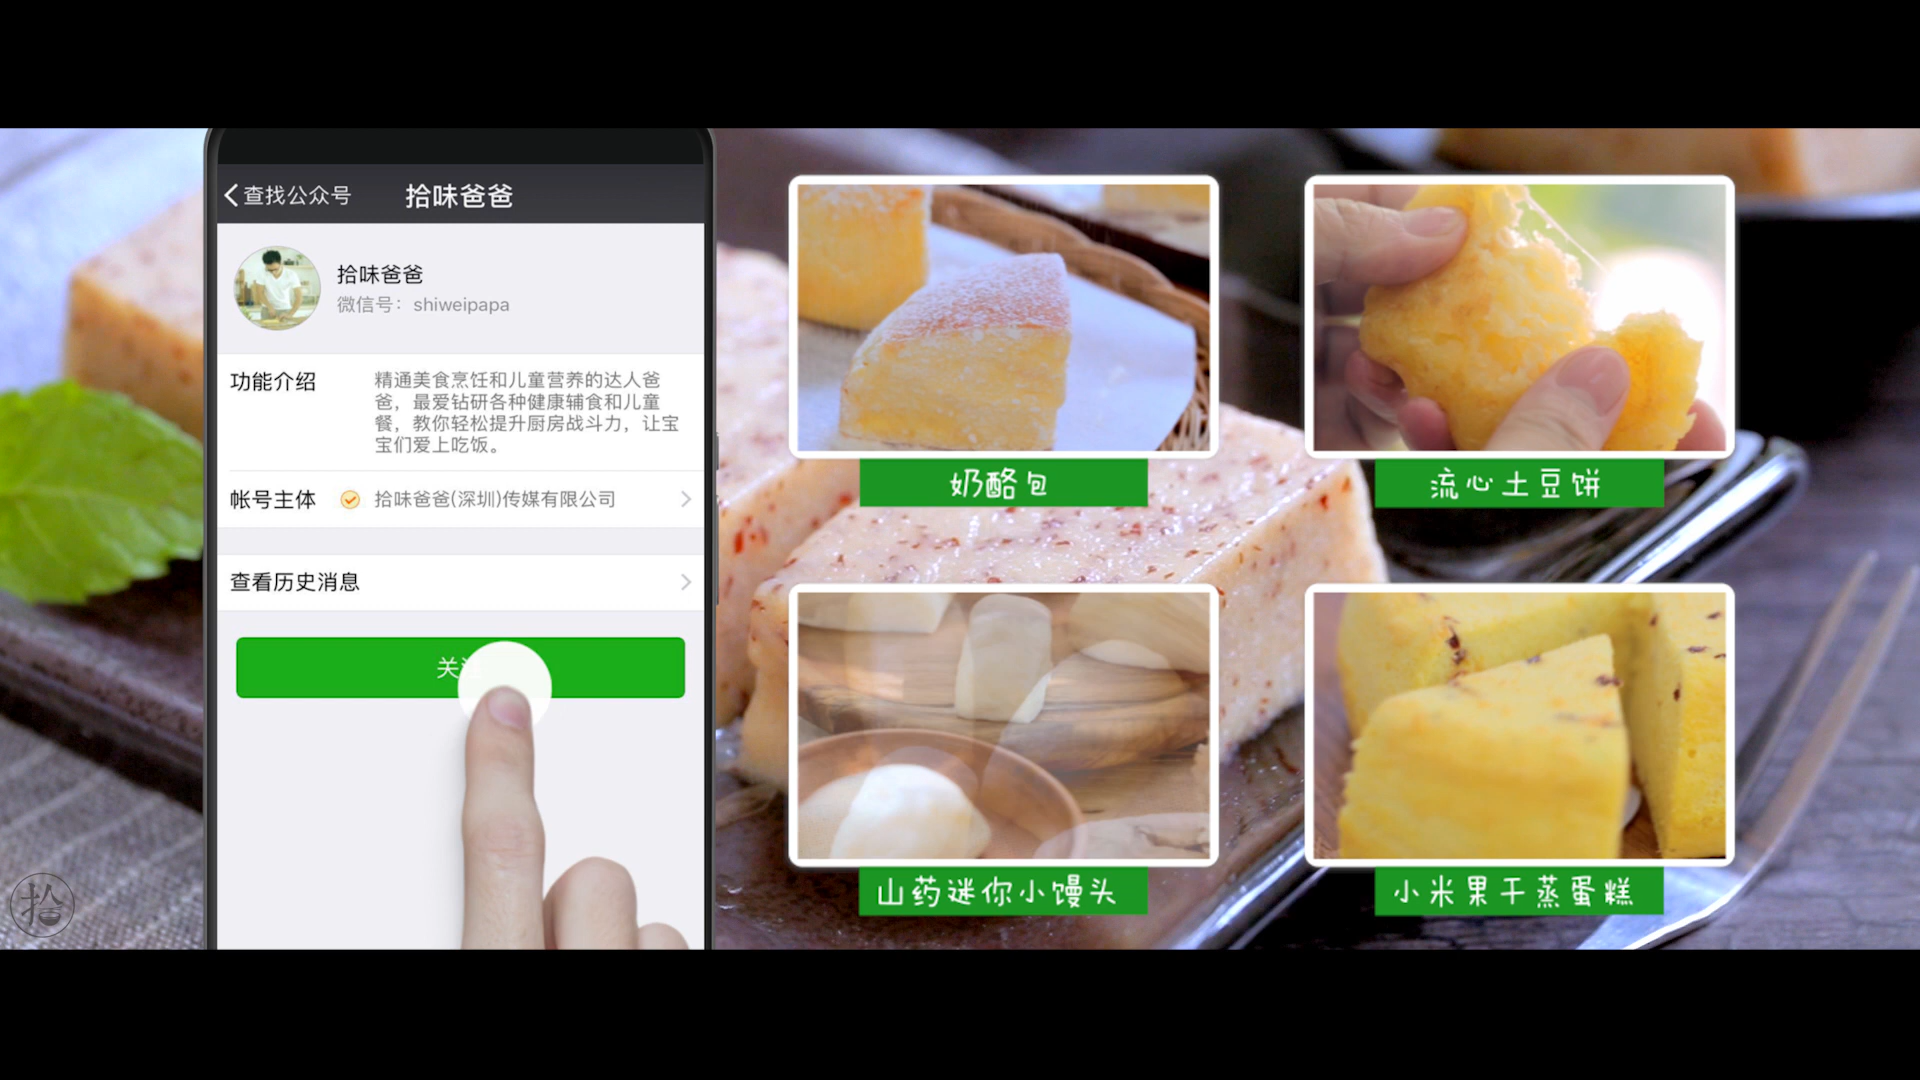 查找公众号
拾味爸爸
拾味爸爸
微信号：shiweipapa
功能介绍
精通美食烹饪和儿童营养的达人爸
爸，最爱钻研各种健康辅食和儿童
餐，教你轻松提升厨房战斗力，让宝
宝们爱上吃饭。
帐号主体
拾味爸爸(深圳)传媒有限公司
查看历史消息
关
奶酪包
流心土豆饼
山药迷你小馒头
小米果干蒸蛋糕
拾